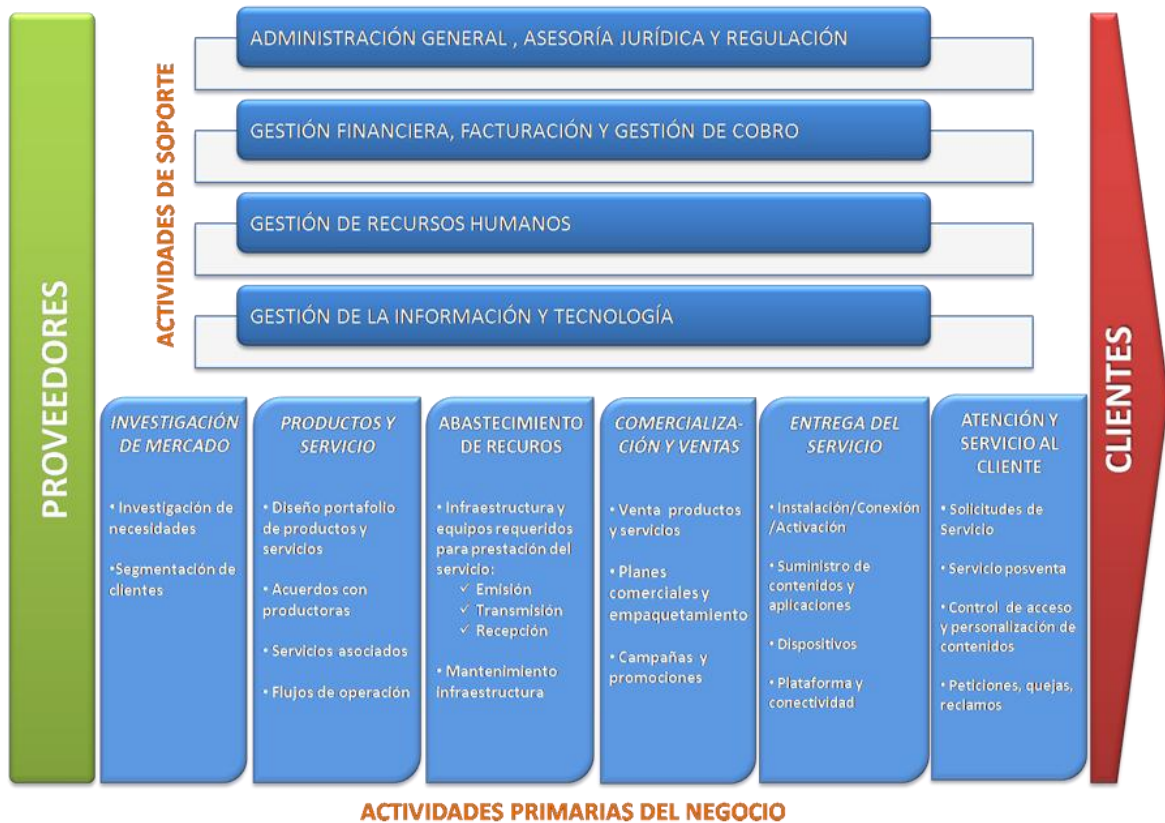 PROVEEDORES
ACTIVIDADES DE SOPORTE
ADMINISTRACIÓN GENERAL , ASESORÍA JURÍDICA Y REGULACIÓN
GESTIÓN FINANCIERA, FACTURACIÓN Y GESTIÓN DE COBRO
GESTIÓN DE RECURSOS HUMANOS
GESTIÓN DE LA INFORMACIÓN Y TECNOLOGÍA
INVESTIGACIÓN
DE MERCADO
• Investigación de
necesidades
•Segmentación de
clientes
PRODUCTOS Y
SERVICIO
• Diseño portafolio
de productos y
servicios
• Acuerdos con
productoras
• Servicios asociados
• Flujos de operación
ABASTECIMIENTO
DE RECUROS
• Infraestructura y
equipos requeridos
para prestación del
servicio:
✓ Emisión
✓ Transmisión
✓ Recepción
• Mantenimiento
infraestructura
COMERCIALIZA-
CIÓN Y VENTAS
• Venta productos
y servicios
• Planes
comerciales y
empaquetamiento
• Campañas y
promociones
ENTREGA DEL
SERVICIO
• Instalación/Conexión
/Activación
• Suministro de
contenidos y
aplicaciones
• Dispositivos
• Plataforma y
conectividad
ATENCIÓN Y
SERVICIO AL
CLIENTE
• Solicitudes de
Servicio
• Servicio posventa
• Control de acceso
y personalización de
contenidos
• Peticiones, quejas,
reclamos
CLIENTES
ACTIVIDADES PRIMARIAS DEL NEGOCIO